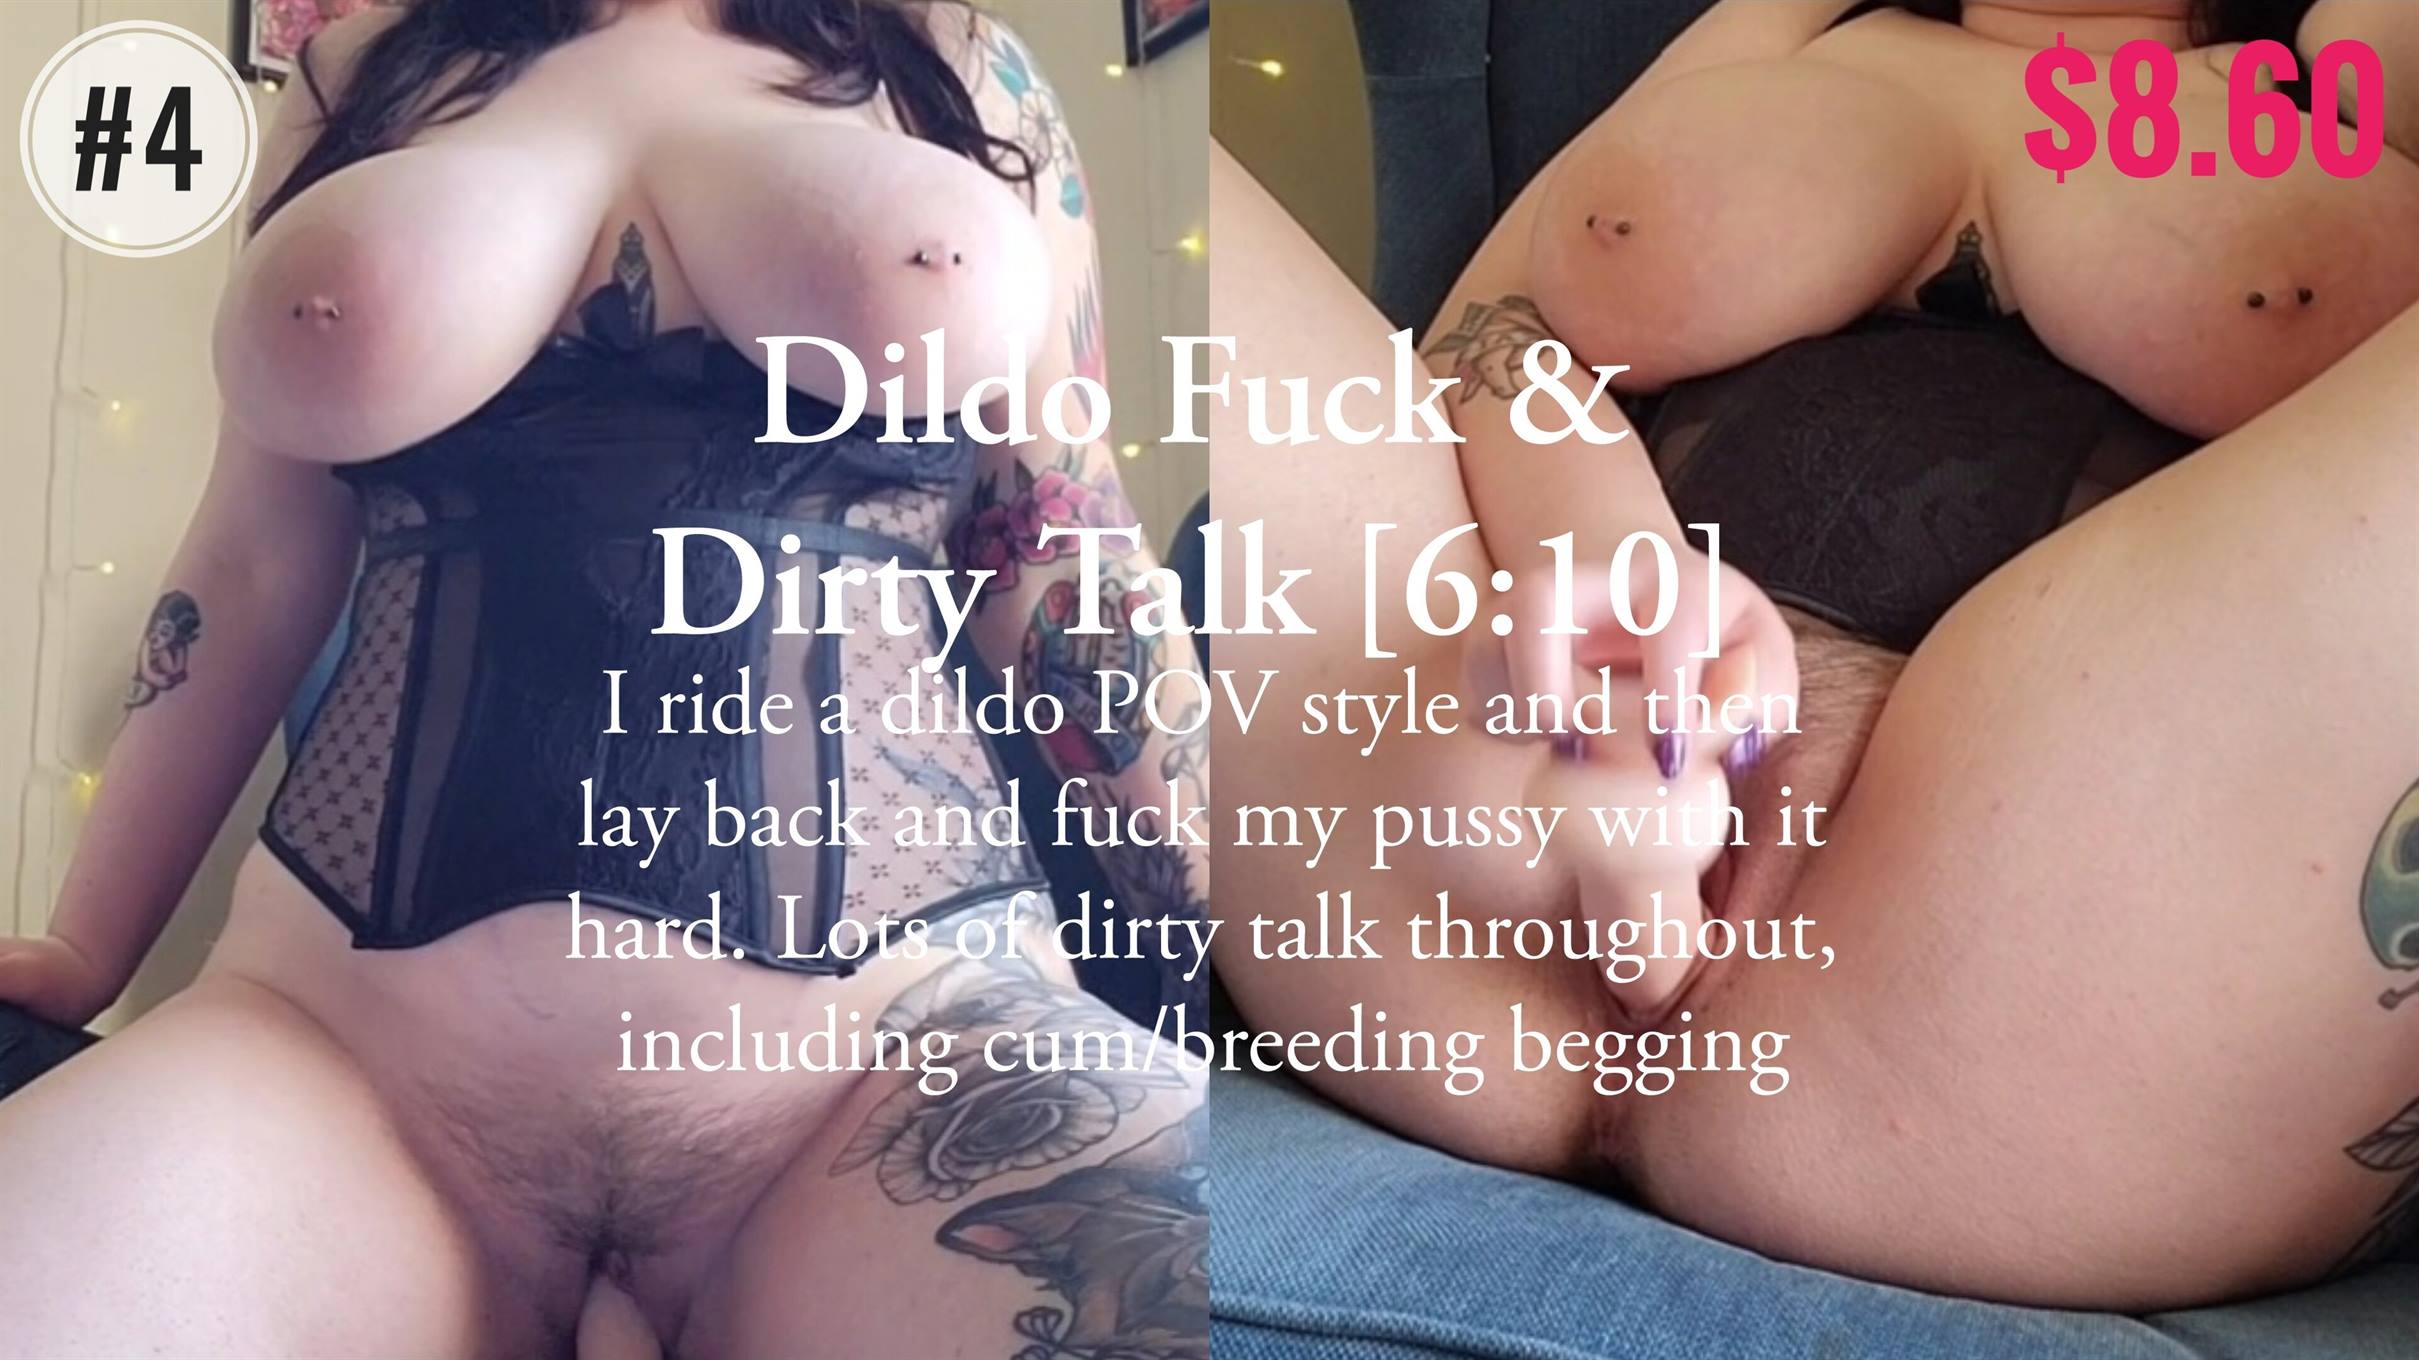 #4
$8.60
Dildo Fuck &
Dirty Talk [6:10]
I ride a dildo POV style and then
lay back and fuck my pussy with it
hard. Lots of dirty talk throughout,
including cum/breeding begging